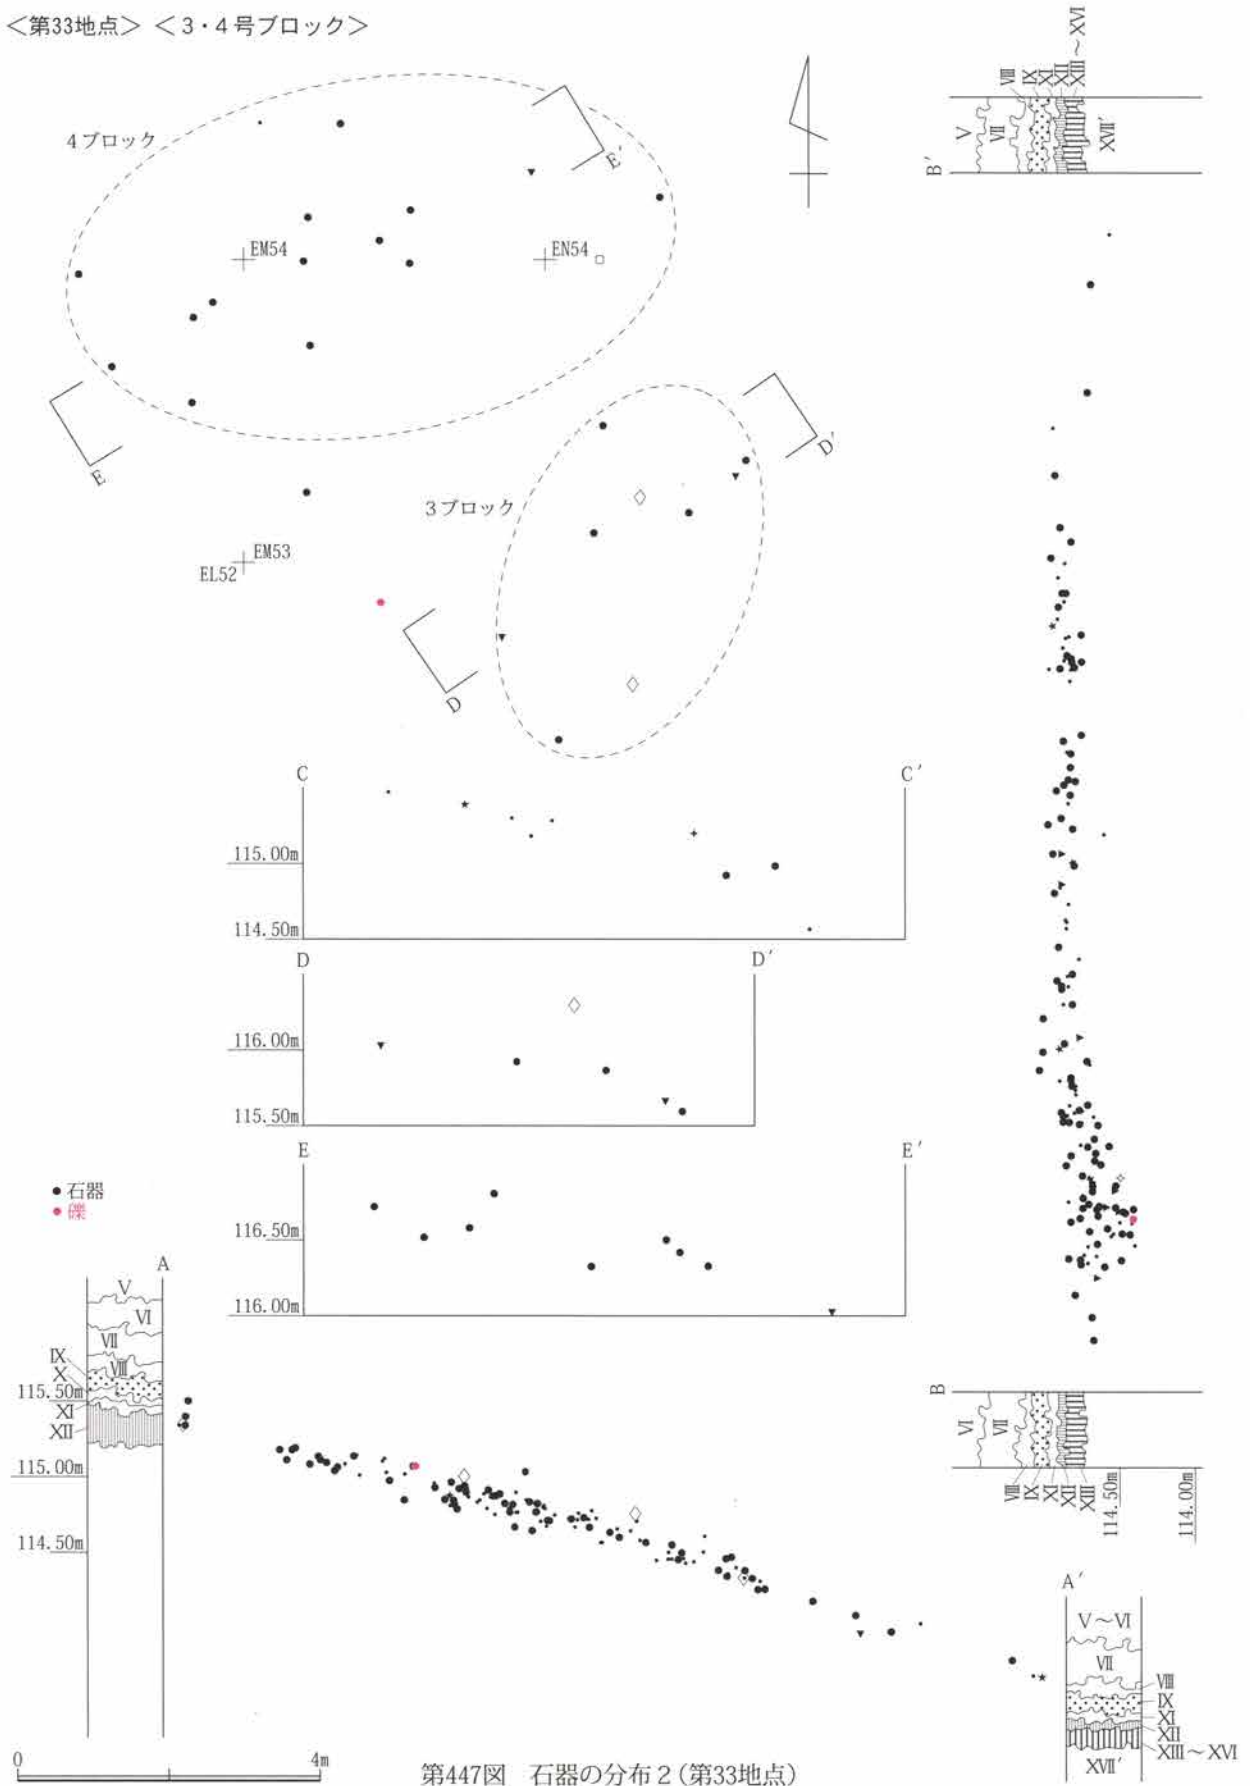 ＜第33地点＞ ＜３・４号ブロック＞
4ブロック
E'
EM54
EN54
E
D'
3ブロック
EM53
EL52
D
VIII
IX
XI
XII
XIII～XVI
V
VII
XVII'
B'
C
C'
115.00m
114.50m
D
D'
116.00m
115.50m
E
E'
116.50m
116.00m
● 石器
● 礫
A
V
VI
VII
VIII
IX
X
115.50m
XI
XII
115.00m
114.50m
B
VI
VII
VIII
IX
XI
XII
XIII
114.50m
114.00m
A'
V～VI
VII
VIII
IX
XI
XII
XIII～XVI
XVII'
0 4m
第447図 石器の分布２(第33地点)